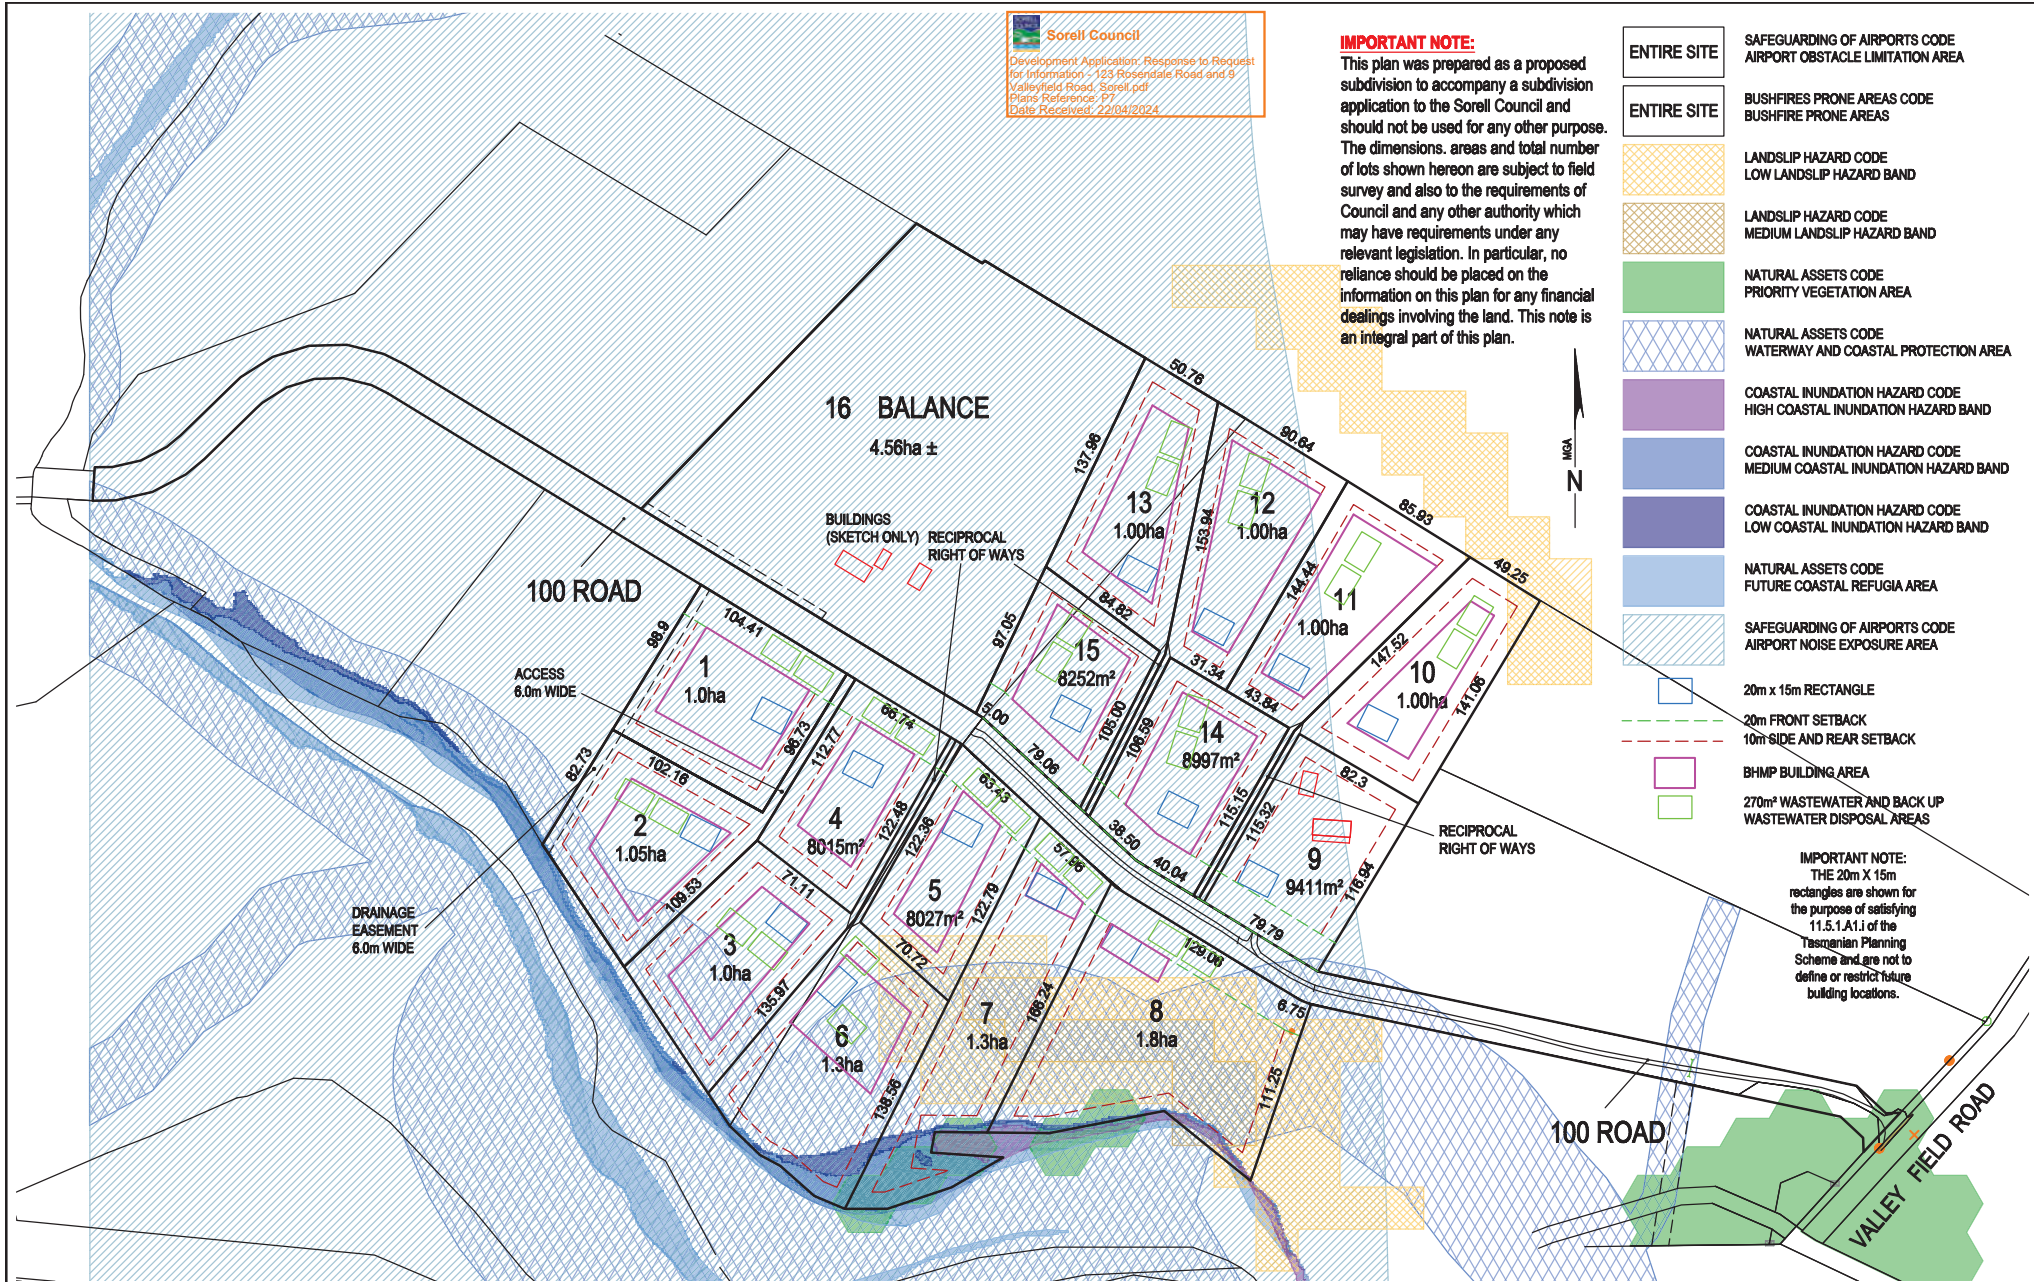 SORELL
COUNCIL
Sorell Council
Development Application: Response to Request
for Information - 123 Rosendale Road and 9
Valleyfield Road, Sorell.pdf
Plans Reference: P7
Date Received: 22/04/2024
IMPORTANT NOTE:
This plan was prepared as a proposed
subdivision to accompany a subdivision
application to the Sorell Council and
should not be used for any other purpose.
The dimensions. areas and total number
of lots shown hereon are subject to field
survey and also to the requirements of
Council and any other authority which
may have requirements under any
relevant legislation. In particular, no
reliance should be placed on the
information on this plan for any financial
dealings involving the land. This note is
an integral part of this plan.
MGA
N
ENTIRE SITE
SAFEGUARDING OF AIRPORTS CODE
AIRPORT OBSTACLE LIMITATION AREA
ENTIRE SITE
BUSHFIRES PRONE AREAS CODE
BUSHFIRE PRONE AREAS
LANDSLIP HAZARD CODE
LOW LANDSLIP HAZARD BAND
LANDSLIP HAZARD CODE
MEDIUM LANDSLIP HAZARD BAND
NATURAL ASSETS CODE
PRIORITY VEGETATION AREA
NATURAL ASSETS CODE
WATERWAY AND COASTAL PROTECTION AREA
COASTAL INUNDATION HAZARD CODE
HIGH COASTAL INUNDATION HAZARD BAND
COASTAL INUNDATION HAZARD CODE
MEDIUM COASTAL INUNDATION HAZARD BAND
COASTAL INUNDATION HAZARD CODE
LOW COASTAL INUNDATION HAZARD BAND
NATURAL ASSETS CODE
FUTURE COASTAL REFUGIA AREA
SAFEGUARDING OF AIRPORTS CODE
AIRPORT NOISE EXPOSURE AREA
20m x 15m RECTANGLE
20m FRONT SETBACK
10m SIDE AND REAR SETBACK
BHMP BUILDING AREA
270m² WASTEWATER AND BACK UP
WASTEWATER DISPOSAL AREAS
IMPORTANT NOTE:
THE 20m X 15m
rectangles are shown for
the purpose of satisfying
11.5.1.A1.i of the
Tasmanian Planning
Scheme and are not to
define or restrict future
building locations.
16 BALANCE
4.56ha ±
BUILDINGS
(SKETCH ONLY)
RECIPROCAL
RIGHT OF WAYS
100 ROAD
ACCESS
6.0m WIDE
DRAINAGE
EASEMENT
6.0m WIDE
50.76
90.64
85.93
49.25
137.96
153.94
144.44
147.52
141.08
13
1.00ha
12
1.00ha
11
1.00ha
10
1.00ha
84.82
97.05
31.34
43.84
82.3
15
8252m²
14
8997m²
9
9411m²
5.00
79.06
105.00
106.59
115.15
115.32
116.94
38.50
40.04
79.79
RECIPROCAL
RIGHT OF WAYS
98.9
104.41
1
1.0ha
96.73
112.77
66.74
82.73
102.16
2
1.05ha
4
8015m²
122.48
122.36
63.43
109.53
71.11
5
8027m²
122.79
57.96
3
1.0ha
135.97
70.72
6
1.3ha
7
1.3ha
166.24
129.06
8
1.8ha
6.75
138.56
111.25
100 ROAD
VALLEY FIELD ROAD